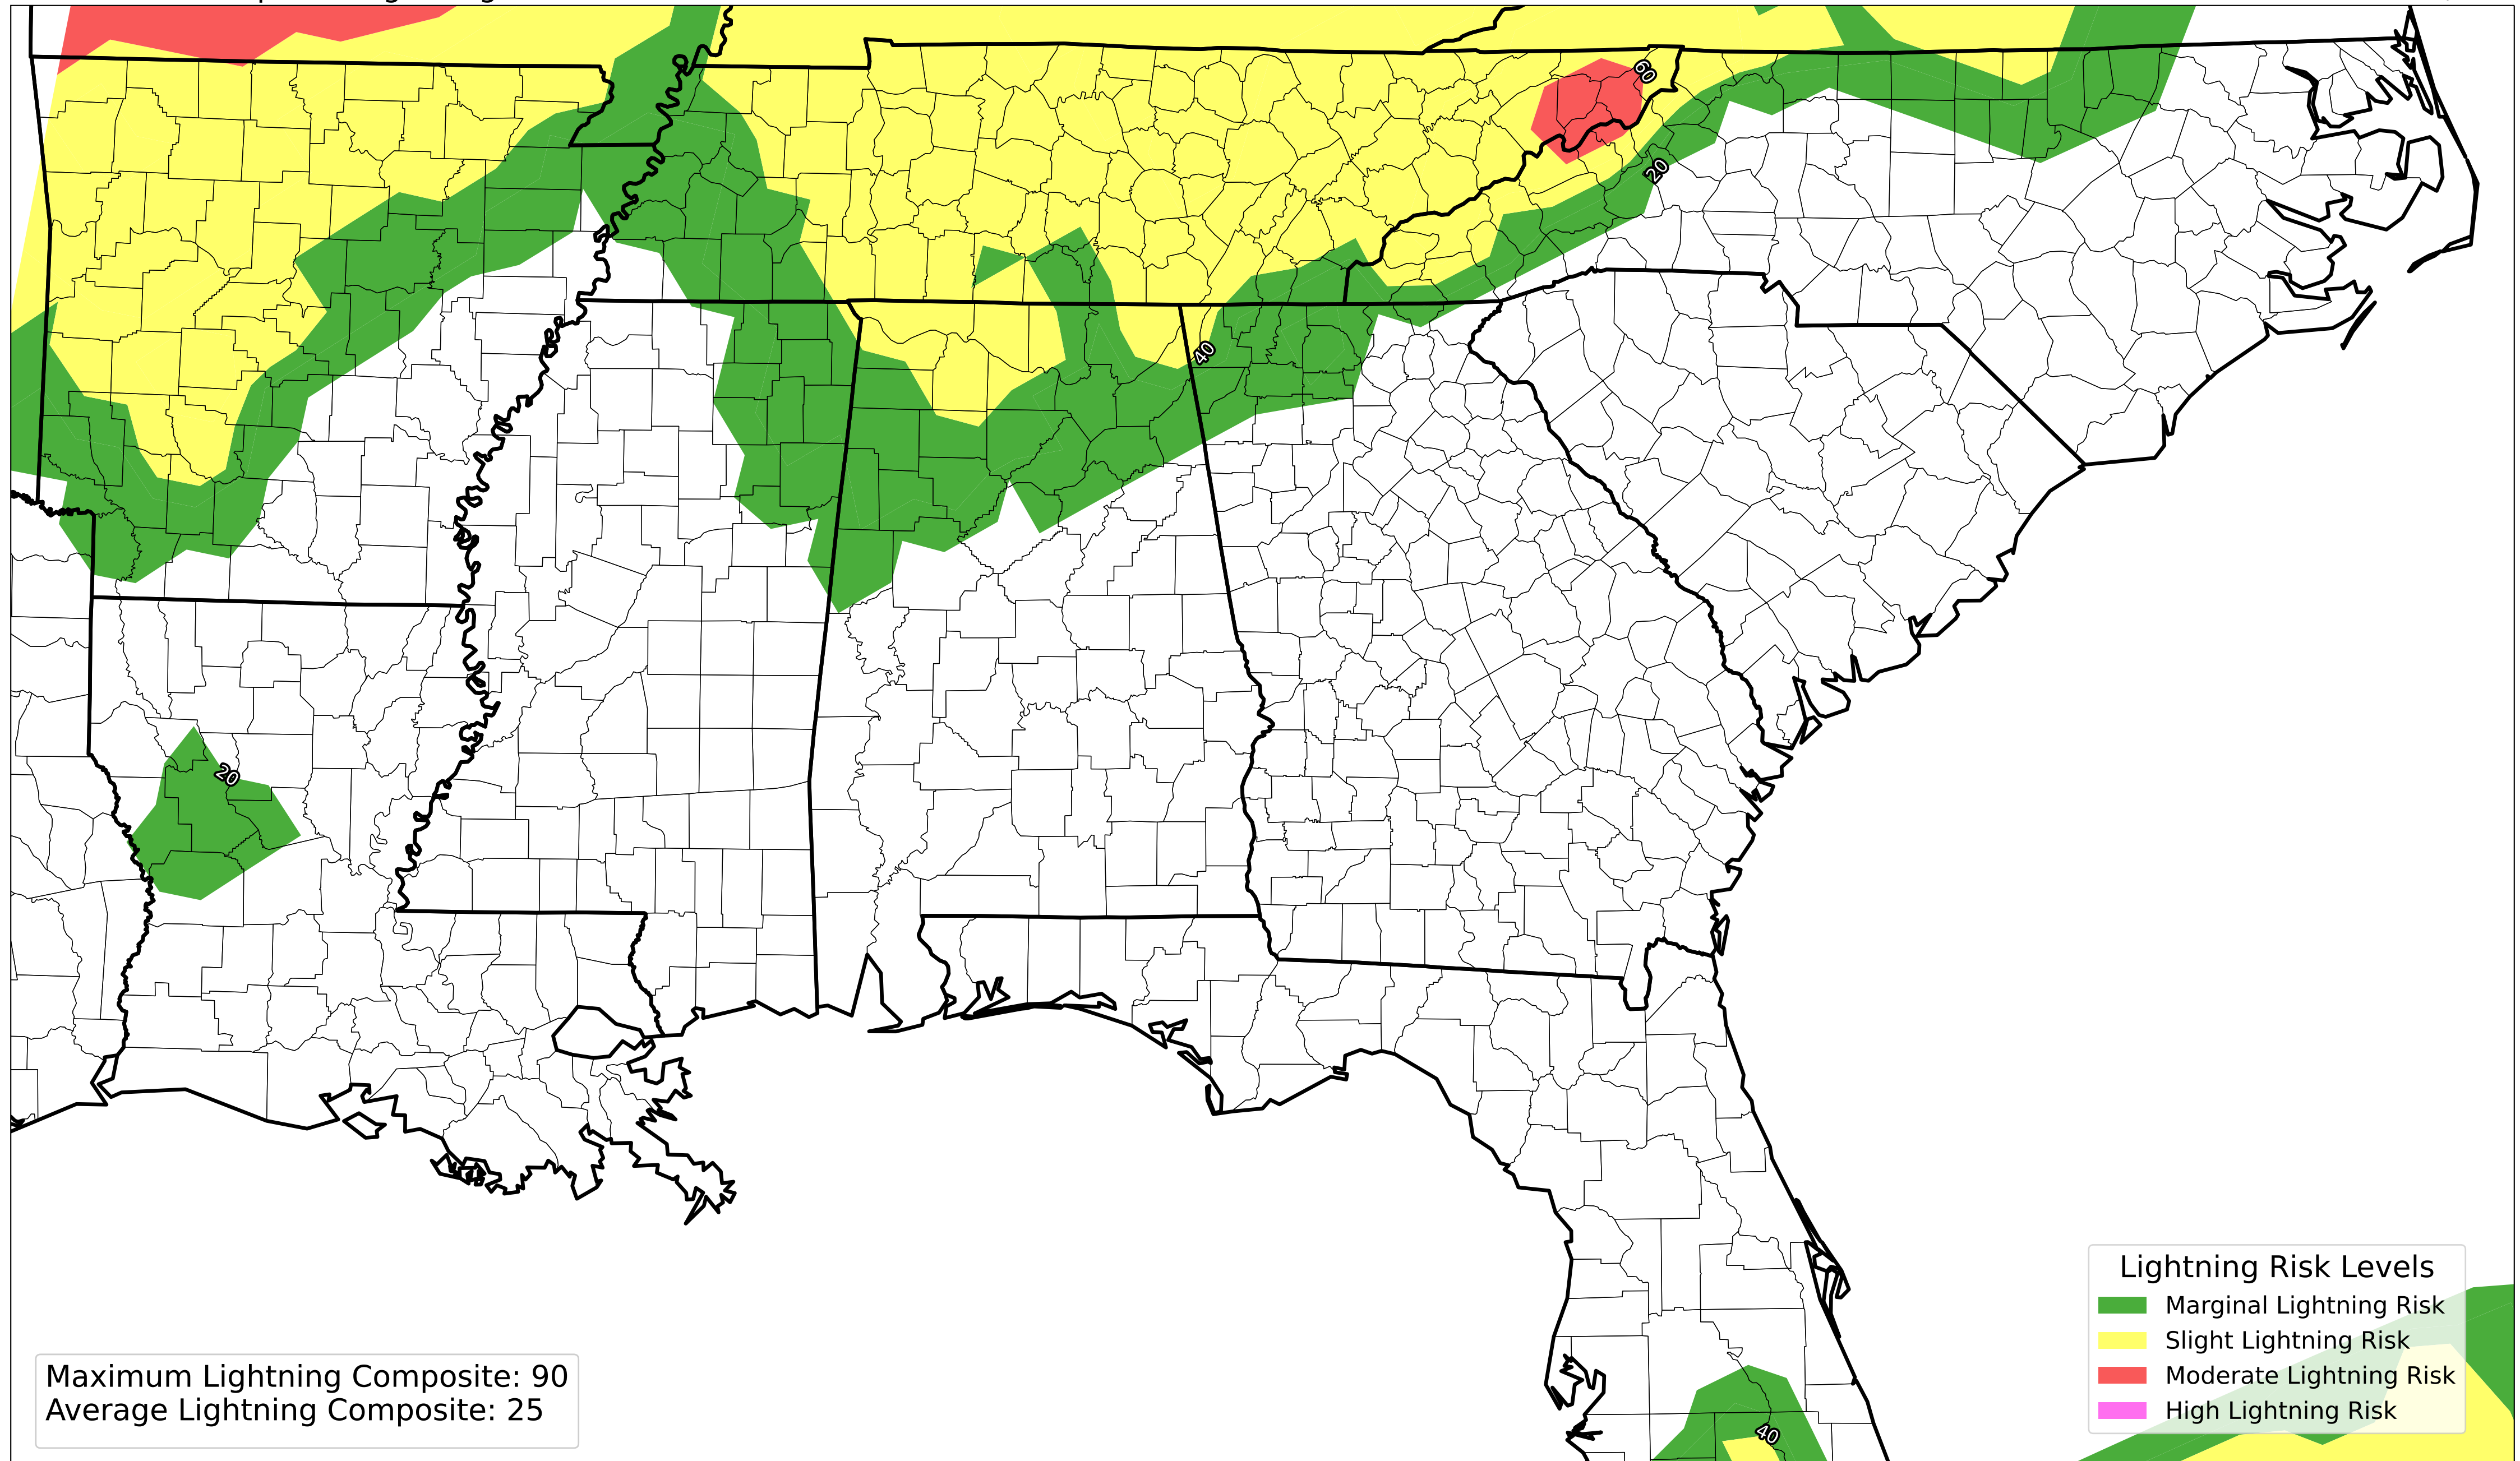 60
20
40
20
Lightning Risk Levels
Marginal Lightning Risk
Slight Lightning Risk
Moderate Lightning Risk
High Lightning Risk
Maximum Lightning Composite: 90
Average Lightning Composite: 25
40